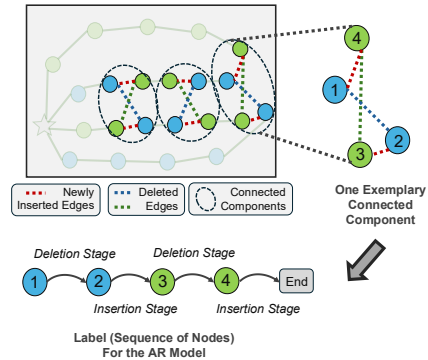 4
1
2
3
Newly
Inserted Edges
Deleted
Edges
Connected
Components
One Exemplary
Connected
Component
Deletion Stage
Deletion Stage
1
2
3
4
End
Insertion Stage
Insertion Stage
Label (Sequence of Nodes)
For the AR Model